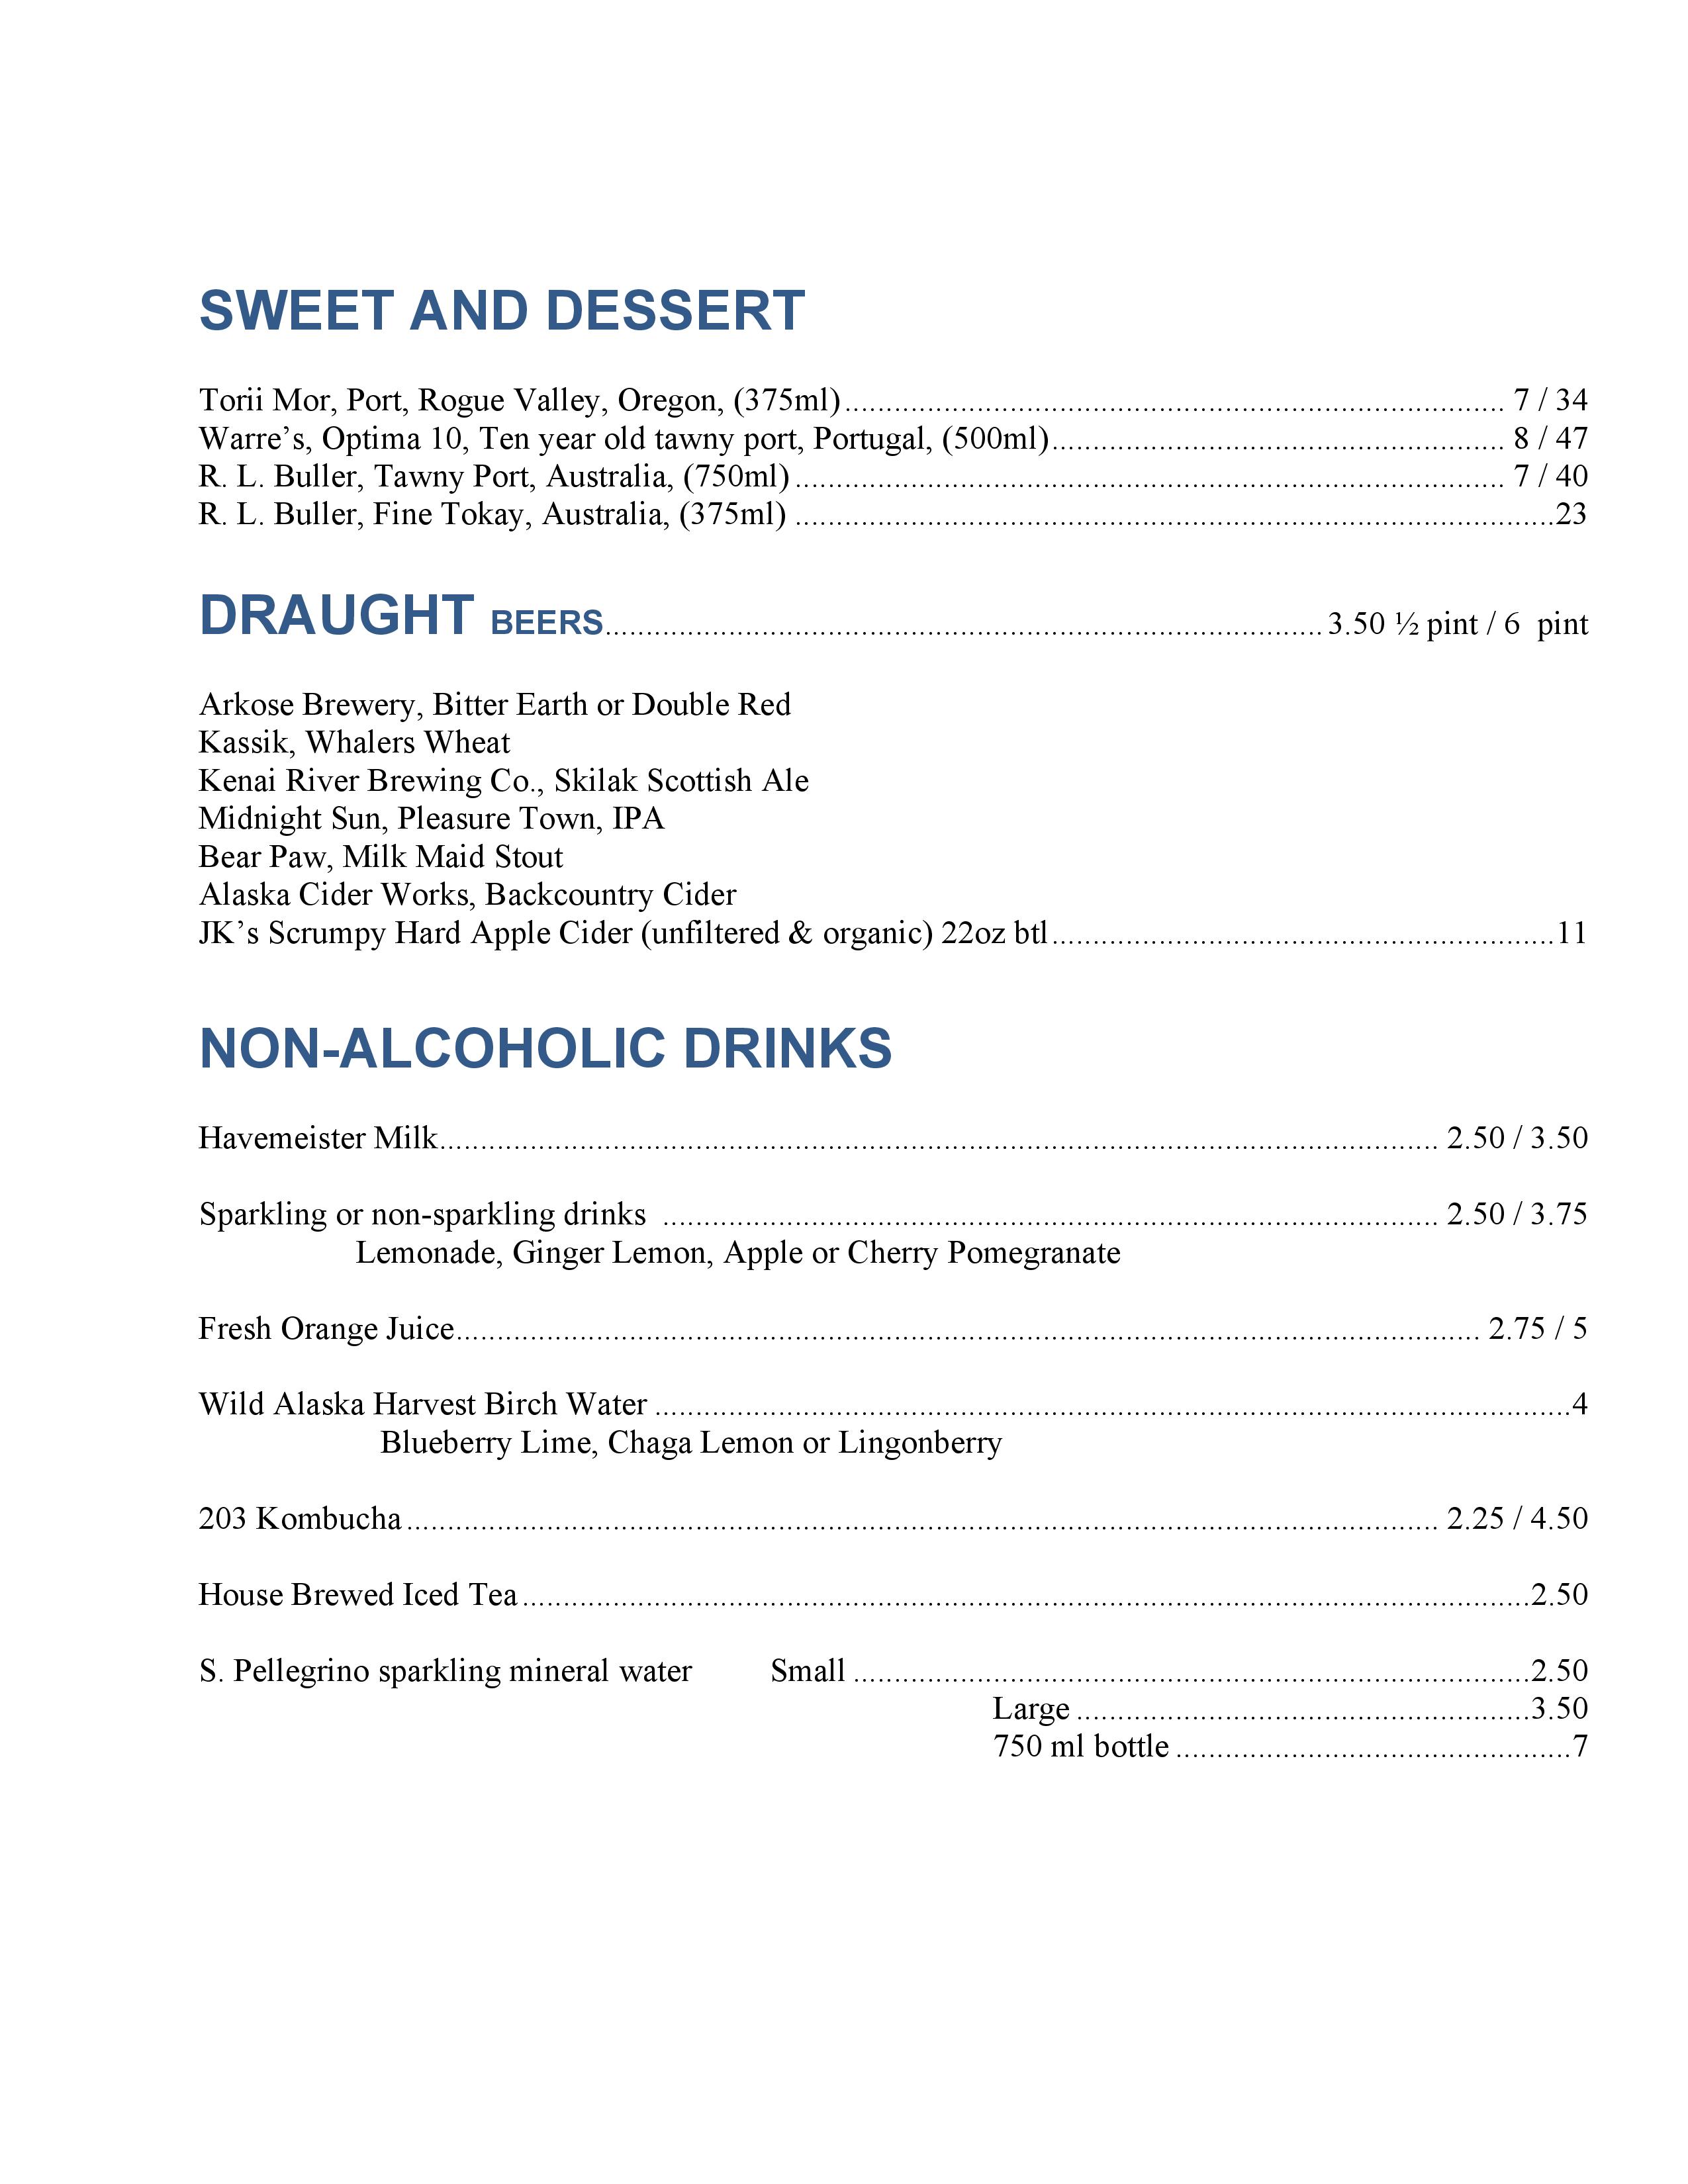 SWEET AND DESSERT
Torii Mor, Port, Rogue Valley, Oregon, (375ml)........ 7 / 34
Warre’s, Optima 10, Ten year old tawny port, Portugal, (500ml)........ 8 / 47
R. L. Buller, Tawny Port, Australia, (750ml)........ 7 / 40
R. L. Buller, Fine Tokay, Australia, (375ml) ........23
DRAUGHT BEERS........3.50 ½ pint / 6 pint
Arkose Brewery, Bitter Earth or Double Red
Kassik, Whalers Wheat
Kenai River Brewing Co., Skilak Scottish Ale
Midnight Sun, Pleasure Town, IPA
Bear Paw, Milk Maid Stout
Alaska Cider Works, Backcountry Cider
JK’s Scrumpy Hard Apple Cider (unfiltered & organic) 22oz btl........11
NON-ALCOHOLIC DRINKS
Havemeister Milk........ 2.50 / 3.50
Sparkling or non-sparkling drinks ........ 2.50 / 3.75
Lemonade, Ginger Lemon, Apple or Cherry Pomegranate
Fresh Orange Juice........ 2.75 / 5
Wild Alaska Harvest Birch Water ........4
Blueberry Lime, Chaga Lemon or Lingonberry
203 Kombucha........ 2.25 / 4.50
House Brewed Iced Tea........2.50
S. Pellegrino sparkling mineral water Small ........2.50
Large ........3.50
750 ml bottle ........7